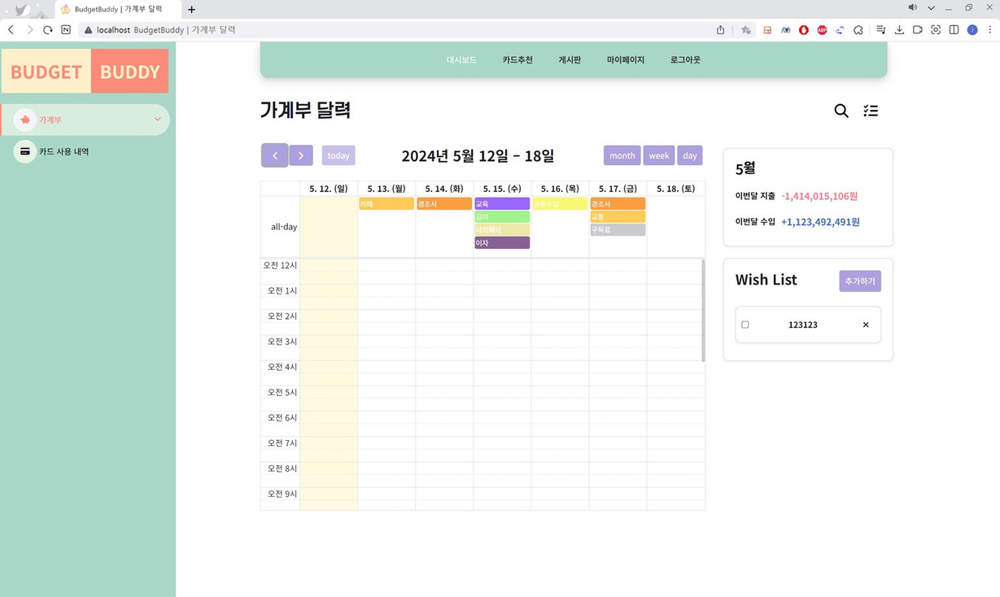 BudgetBuddy | 가계부 달력
localhost BudgetBuddy | 가계부 달력
ABP
J
BUDGET BUDDY
가계부
카드 사용 내역
대시보드 카드추천 게시판 마이페이지 로그아웃
가계부 달력
today
2024년 5월 12일 – 18일
month week day
5. 12. (일) 5. 13. (월) 5. 14. (화) 5. 15. (수) 5. 16. (목) 5. 17. (금) 5. 18. (토)
all-day
카페 경조사 교육 금융수입 경조사
급여 교통
더치페이 구독료
이자
오전 12시
오전 1시
오전 2시
오전 3시
오전 4시
오전 5시
오전 6시
오전 7시
오전 8시
오전 9시
5월
이번달 지출 -1,414,015,106원
이번달 수입 +1,123,492,491원
Wish List 추가하기
123123